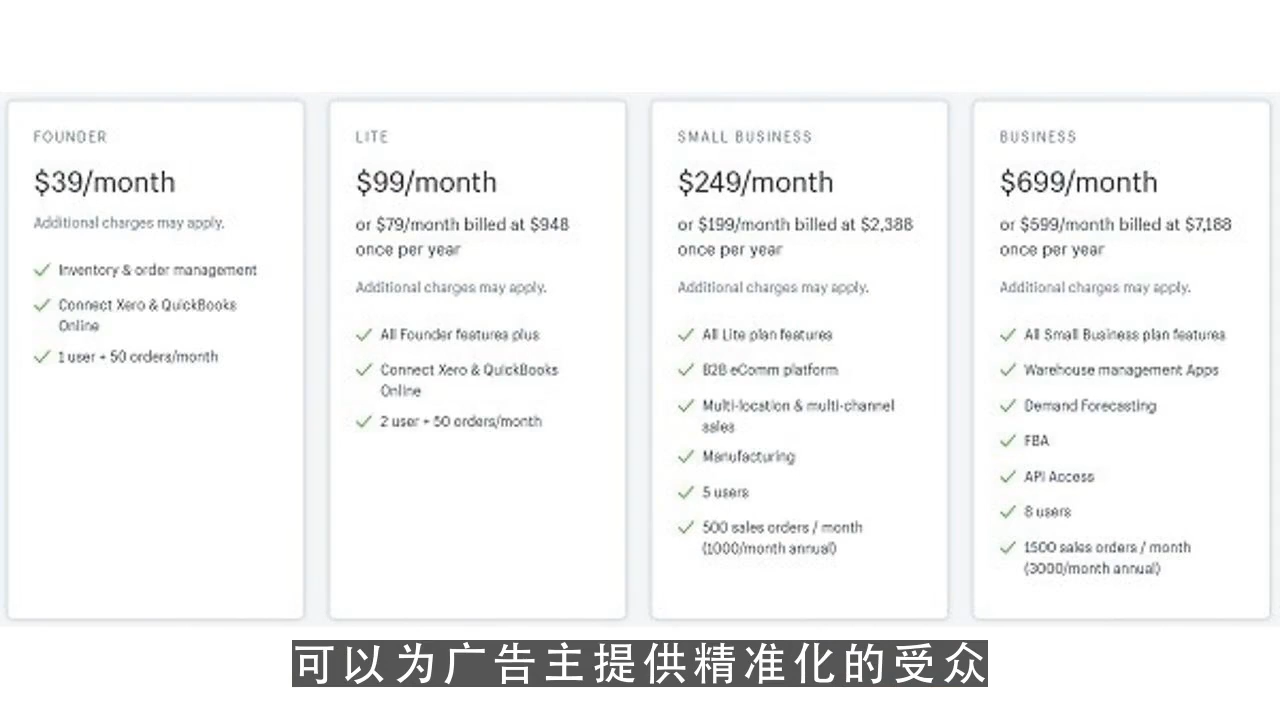 FOUNDER
$39/month
Additional charges may apply.
Inventory & order management
Connect Xero & QuickBooks
Online
1 user + 50 orders/month
LITE
$99/month
or $79/month billed at $948
once per year
Additional charges may apply.
All Founder features plus
Connect Xero & QuickBooks
Online
2 user + 50 orders/month
SMALL BUSINESS
$249/month
or $199/month billed at $2,388
once per year
Additional charges may apply.
All Lite plan features
B2B eComm platform
Multi-location & multi-channel
sales
Manufacturing
5 users
500 sales orders / month
(1000/month annual)
BUSINESS
$699/month
or $599/month billed at $7,188
once per year
Additional charges may apply.
All Small Business plan features
Warehouse management Apps
Demand Forecasting
FBA
API Access
8 users
1500 sales orders / month
(3000/month annual)
可以为广告主提供精准化的受众